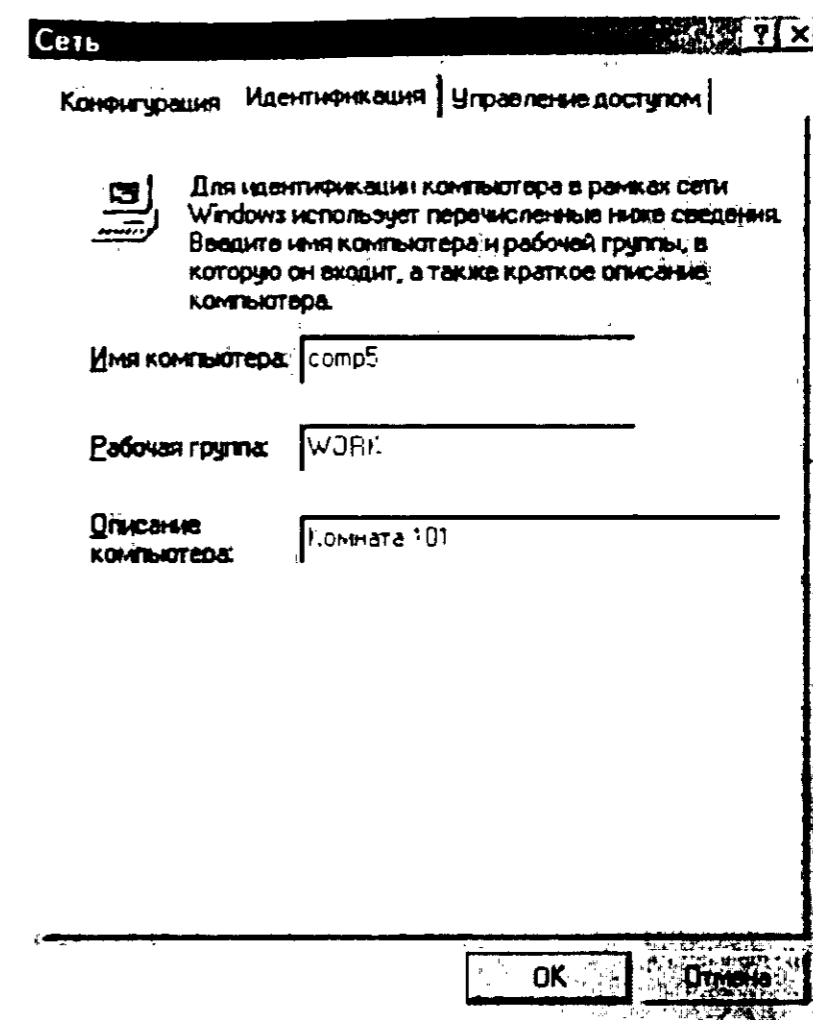 Сеть
Конфигурация Идентификация Управление доступом
Для идентификации компьютера в рамках сети
Windows использует перечисленные ниже сведения.
Введите имя компьютера и рабочей группы, в
которую он входит, а также краткое описание
компьютера.
Имя компьютера: comp5
Рабочая группа: WORK
Описание
компьютера: Комната 101
OK Отмена